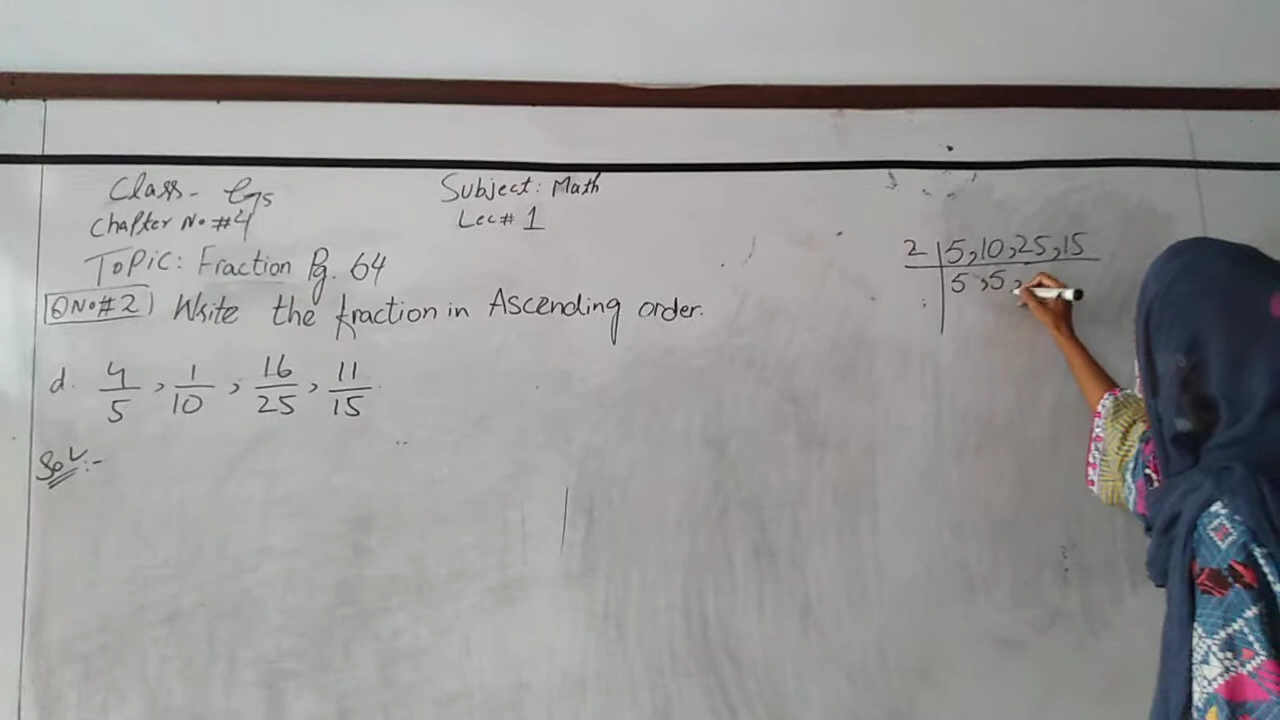 Class- G5
Subject: Math
Chapter No #4
Lec# 1
ToPiC: Fraction Pg. 64
QNo#2) Write the fraction in Ascending order.
d. 4/5 , 1/10 , 16/25 , 11/15
Sol:-
2 | 5,10,25,15
5,5,